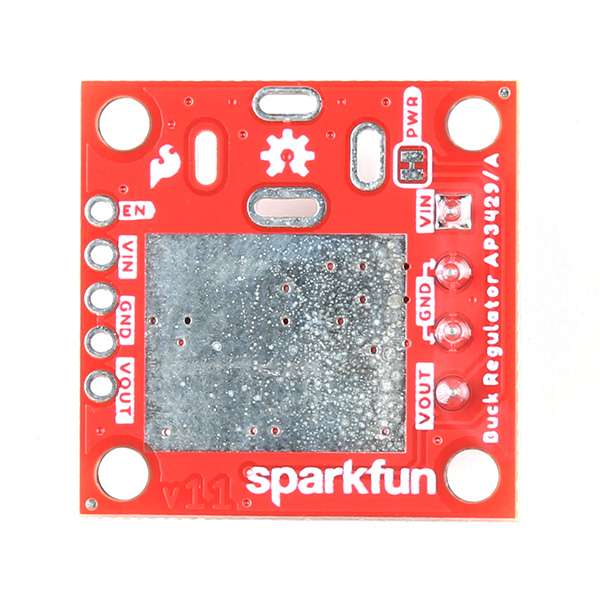 PWR
EN
VIN
GND
VOUT
VIN
GND
VOUT
Buck Regulator AP3429/A
v11
sparkfun